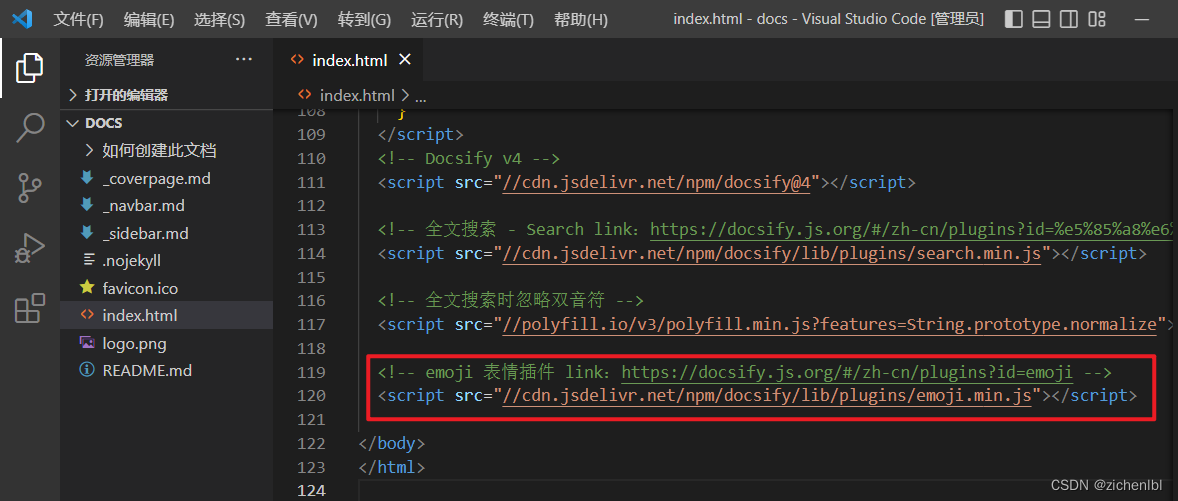 文件(F) 编辑(E) 选择(S) 查看(V) 转到(G) 运行(R) 终端(T) 帮助(H) index.html - docs - Visual Studio Code [管理员]
资源管理器 ···
打开的编辑器
DOCS
如何创建此文档
_coverpage.md
_navbar.md
_sidebar.md
.nojekyll
favicon.ico
index.html
logo.png
README.md
index.html
index.html > ...
108 }
109 </script>
110 <!-- Docsify v4 -->
111 <script src="//cdn.jsdelivr.net/npm/docsify@4"></script>
112
113 <!-- 全文搜索 - Search link：https://docsify.js.org/#/zh-cn/plugins?id=%e5%85%a8%e6%
114 <script src="//cdn.jsdelivr.net/npm/docsify/lib/plugins/search.min.js"></script>
115
116 <!-- 全文搜索时忽略双音符 -->
117 <script src="//polyfill.io/v3/polyfill.min.js?features=String.prototype.normalize">
118
119 <!-- emoji 表情插件 link：https://docsify.js.org/#/zh-cn/plugins?id=emoji -->
120 <script src="//cdn.jsdelivr.net/npm/docsify/lib/plugins/emoji.min.js"></script>
121
122 </body>
123 </html>
124
CSDN @zichenlbl